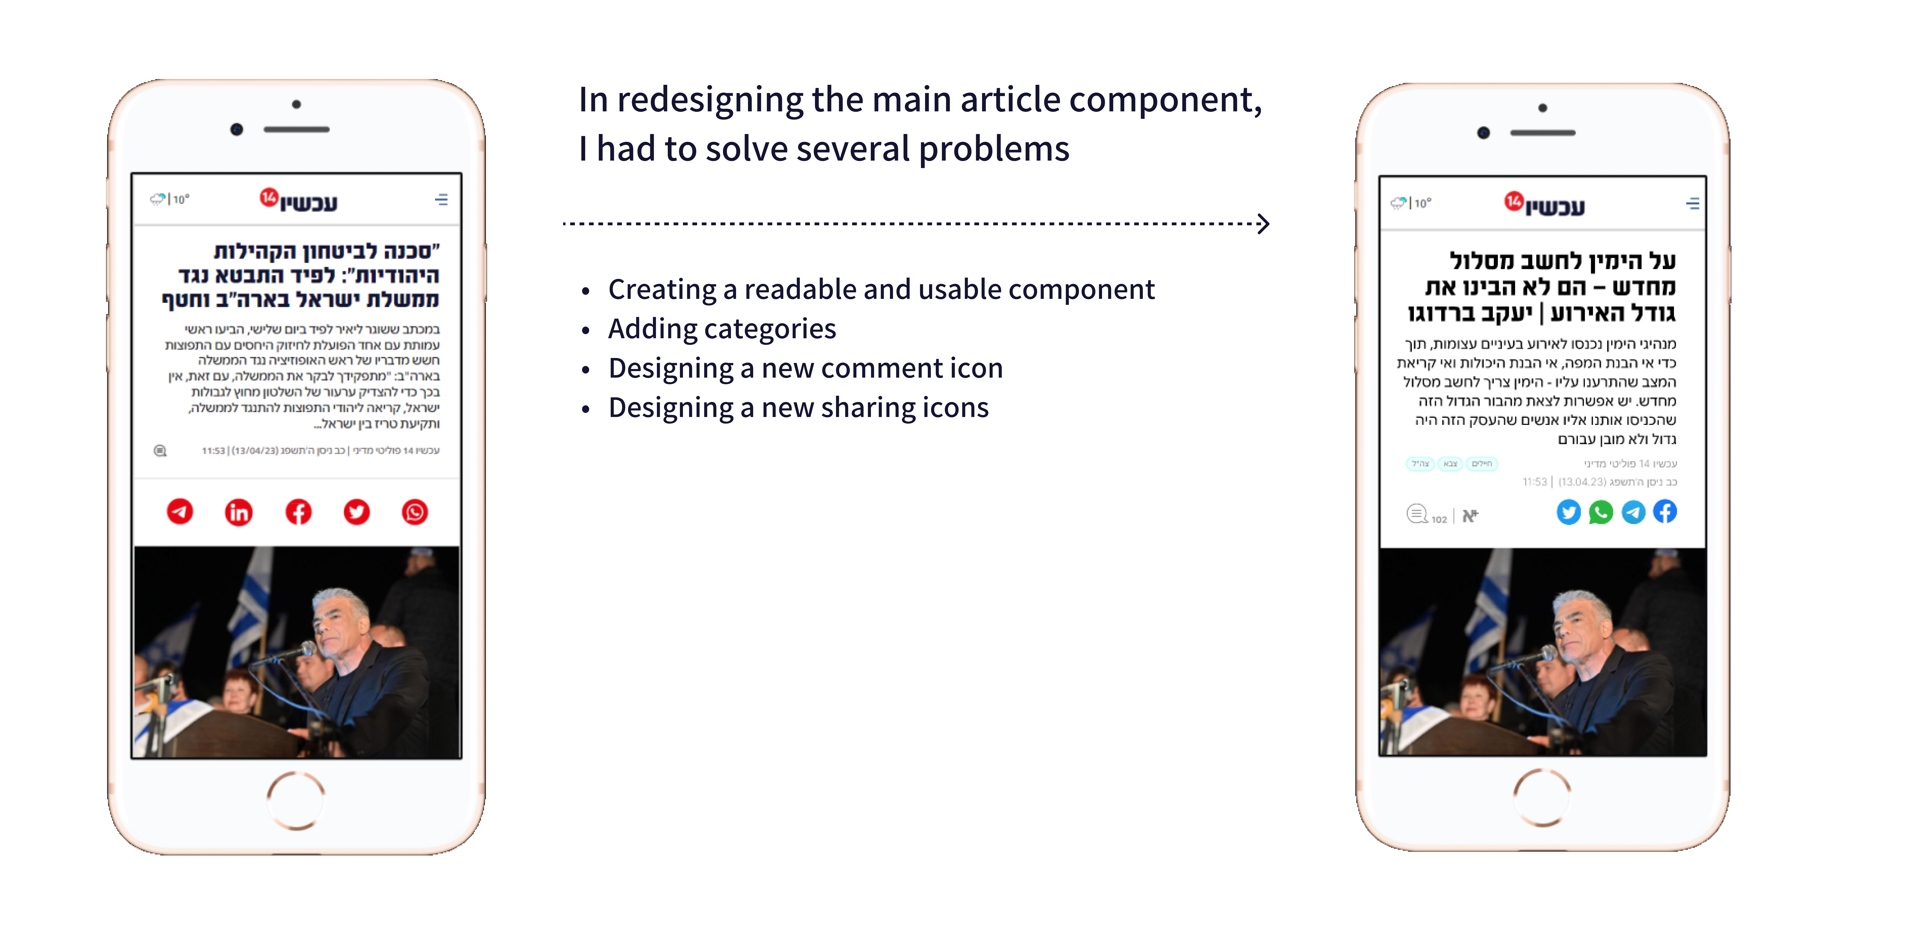 In redesigning the main article component,
I had to solve several problems
• Creating a readable and usable component
• Adding categories
• Designing a new comment icon
• Designing a new sharing icons
10°
עכשיו 14
"סכנה לביטחון הקהילות
היהודיות": לפיד התבטא נגד
ממשלת ישראל בארה"ב וחטף
במכתב ששוגר ליאיר לפיד ביום שלישי, הביעו ראשי
עמותת עם אחד הפועלת לחיזוק היחסים עם התפוצות
חשש מדבריו של ראש האופוזיציה נגד הממשלה
בארה"ב: "מתפקידך לבקר את הממשלה, עם זאת, אין
בכך כדי להצדיק ערעור של השלטון מחוץ לגבולות
ישראל, קריאה ליהודי התפוצות להתנגד לממשלה,
ותקיעת טריז בין ישראל...
עכשיו 14 פוליטי מדיני | כב ניסן ה'תשפג (13/04/23) | 11:53
10°
עכשיו 14
על הימין לחשב מסלול
מחדש – הם לא הבינו את
גודל האירוע | יעקב ברדוגו
מנהיגי הימין נכנסו לאירוע בעיניים עצומות, תוך
כדי אי הבנת המפה, אי הבנת היכולות ואי קריאת
המצב שהתרענו עליו - הימין צריך לחשב מסלול
מחדש. יש אפשרות לצאת מהבור הגדול הזה
שהכניסו אותנו אליו אנשים שהעסק הזה היה
גדול ולא מובן עבורם
עכשיו 14 פוליטי מדיני
חיילים
צבא
צה"ל
כב ניסן ה'תשפג (13.04.23) | 11:53
א+ | 102